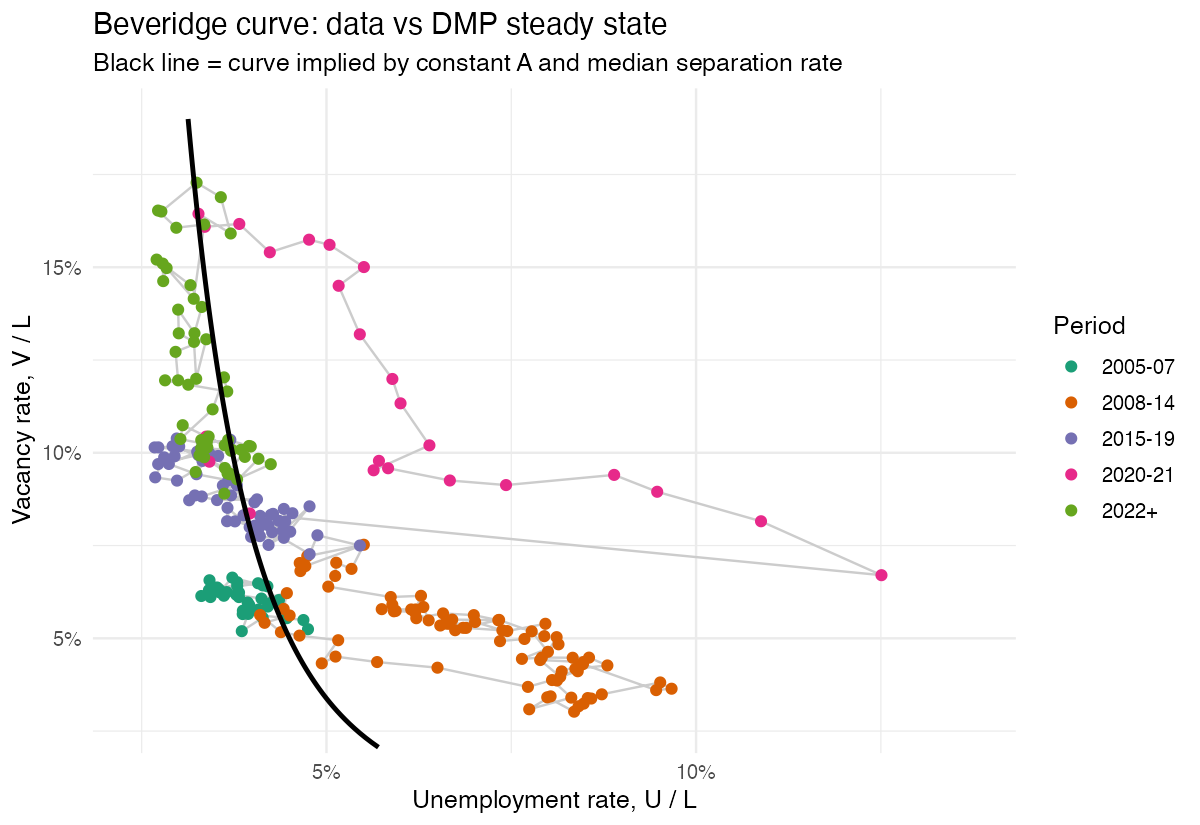 Beveridge curve: data vs DMP steady state
Black line = curve implied by constant A and median separation rate
Vacancy rate, V / L
15%
10%
5%
5%
10%
Unemployment rate, U / L
Period
2005-07
2008-14
2015-19
2020-21
2022+